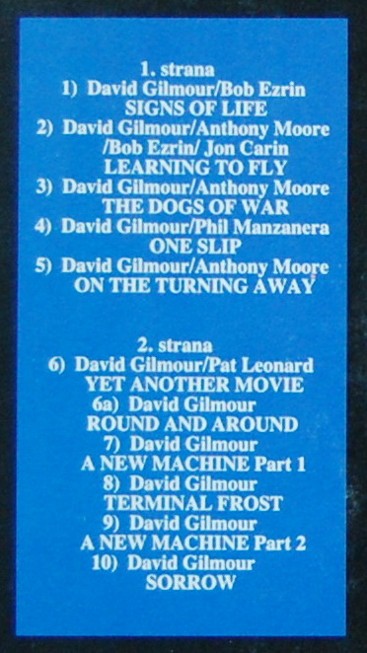 1. strana
1) David Gilmour/Bob Ezrin
SIGNS OF LIFE
2) David Gilmour/Anthony Moore
/Bob Ezrin/ Jon Carin
LEARNING TO FLY
3) David Gilmour/Anthony Moore
THE DOGS OF WAR
4) David Gilmour/Phil Manzanera
ONE SLIP
5) David Gilmour/Anthony Moore
ON THE TURNING AWAY
2. strana
6) David Gilmour/Pat Leonard
YET ANOTHER MOVIE
6a) David Gilmour
ROUND AND AROUND
7) David Gilmour
A NEW MACHINE Part 1
8) David Gilmour
TERMINAL FROST
9) David Gilmour
A NEW MACHINE Part 2
10) David Gilmour
SORROW